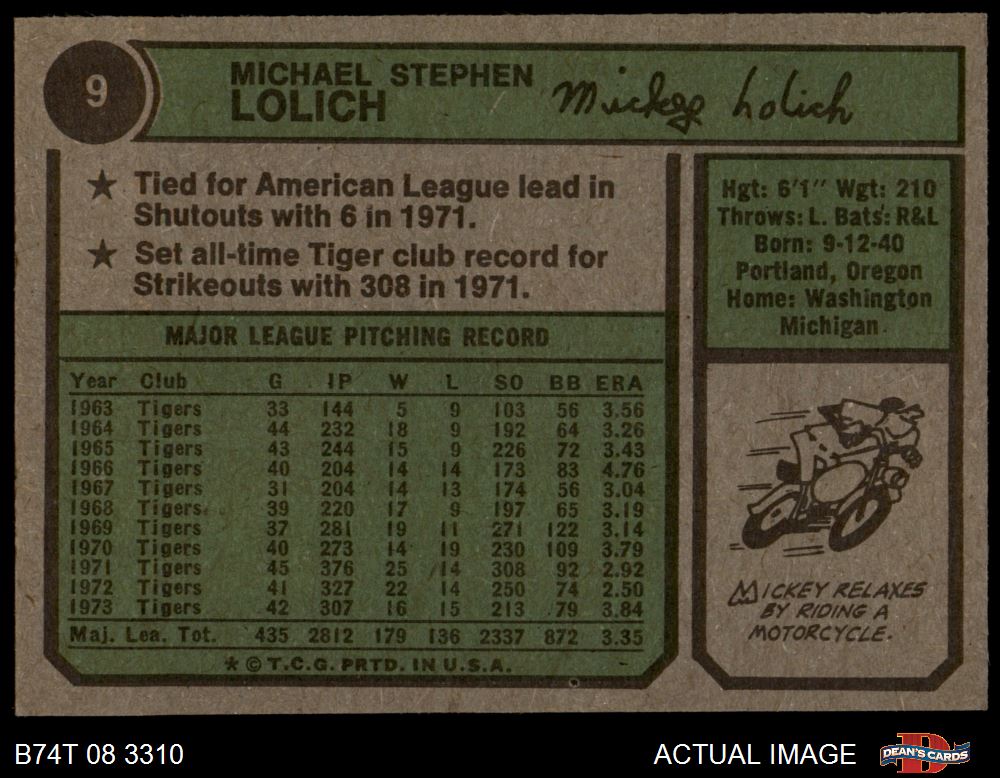 9
MICHAEL STEPHEN
LOLICH
Mickey Lolich
★ Tied for American League lead in
Shutouts with 6 in 1971.
★ Set all-time Tiger club record for
Strikeouts with 308 in 1971.
Hgt: 6'1" Wgt: 210
Throws: L. Bats: R&L
Born: 9-12-40
Portland, Oregon
Home: Washington
Michigan
MAJOR LEAGUE PITCHING RECORD
Year Club G IP W L SO BB ERA
1963 Tigers 33 144 5 9 103 56 3.56
1964 Tigers 44 232 18 9 192 64 3.26
1965 Tigers 43 244 15 9 226 72 3.43
1966 Tigers 40 204 14 14 173 83 4.76
1967 Tigers 31 204 14 13 174 56 3.04
1968 Tigers 39 220 17 9 197 65 3.19
1969 Tigers 37 281 19 11 271 122 3.14
1970 Tigers 40 273 14 19 230 109 3.79
1971 Tigers 45 376 25 14 308 92 2.92
1972 Tigers 41 327 22 14 250 74 2.50
1973 Tigers 42 307 16 15 213 79 3.84
Maj. Lea. Tot. 435 2812 179 136 2337 872 3.35
★ © T.C.G. PRTD. IN U.S.A.
MICKEY RELAXES
BY RIDING A
MOTORCYCLE.
B74T 08 3310
ACTUAL IMAGE
D
DEAN'S CARDS